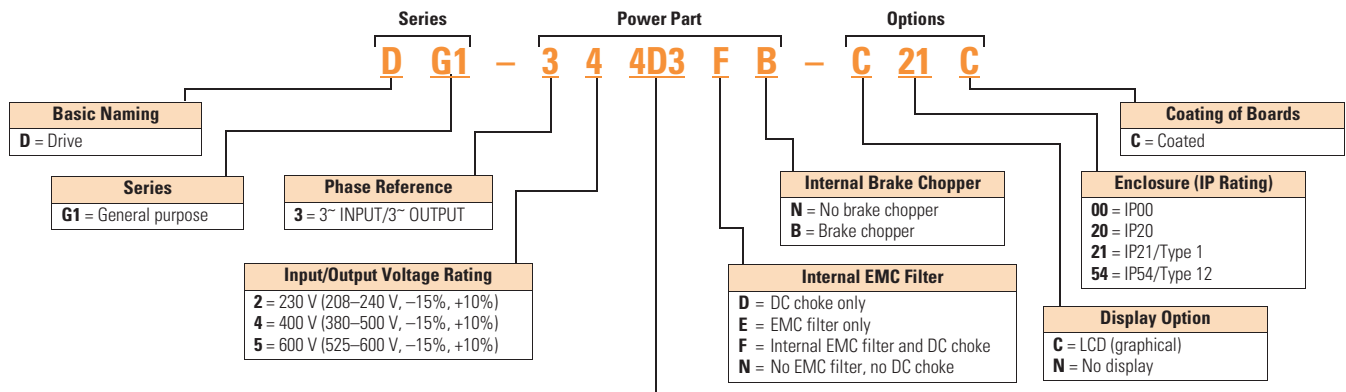 Series
Power Part
Options
D G1 – 3 4 4D3 F B – C 21 C
Basic Naming
D = Drive
Series
G1 = General purpose
Phase Reference
3 = 3~ INPUT/3~ OUTPUT
Input/Output Voltage Rating
2 = 230 V (208–240 V, –15%, +10%)
4 = 400 V (380–500 V, –15%, +10%)
5 = 600 V (525–600 V, –15%, +10%)
Internal Brake Chopper
N = No brake chopper
B = Brake chopper
Internal EMC Filter
D = DC choke only
E = EMC filter only
F = Internal EMC filter and DC choke
N = No EMC filter, no DC choke
Coating of Boards
C = Coated
Enclosure (IP Rating)
00 = IP00
20 = IP20
21 = IP21/Type 1
54 = IP54/Type 12
Display Option
C = LCD (graphical)
N = No display